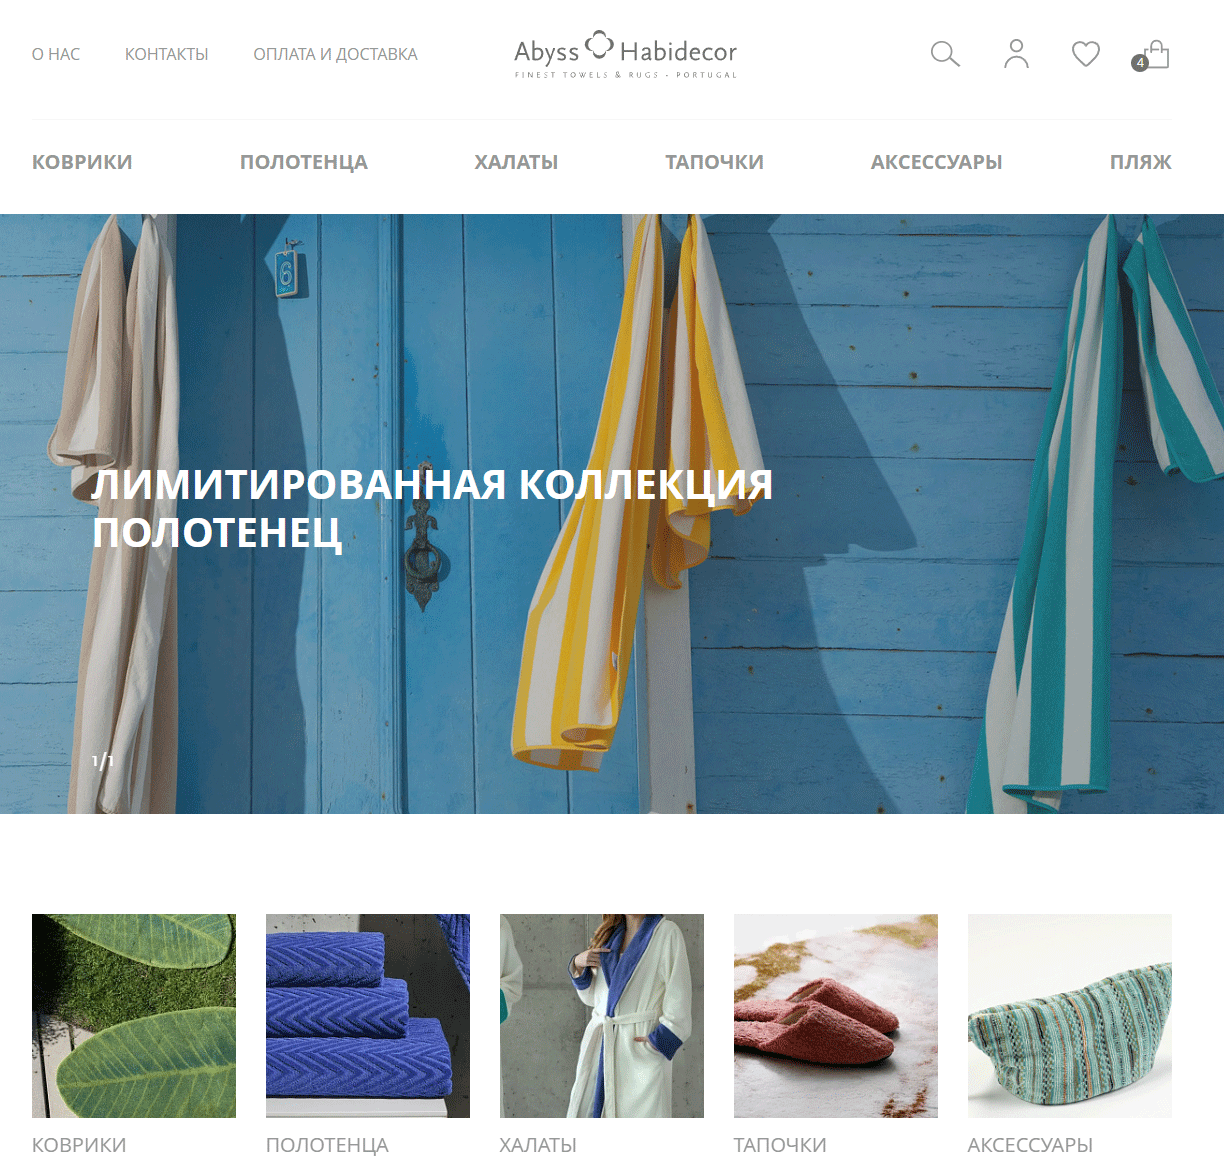 О НАС
КОНТАКТЫ
ОПЛАТА И ДОСТАВКА
Abyss Habidecor
FINEST TOWELS & RUGS - PORTUGAL
4
КОВРИКИ
ПОЛОТЕНЦА
ХАЛАТЫ
ТАПОЧКИ
АКСЕССУАРЫ
ПЛЯЖ
6
ЛИМИТИРОВАННАЯ КОЛЛЕКЦИЯ
ПОЛОТЕНЕЦ
1/1
КОВРИКИ
ПОЛОТЕНЦА
ХАЛАТЫ
ТАПОЧКИ
АКСЕССУАРЫ